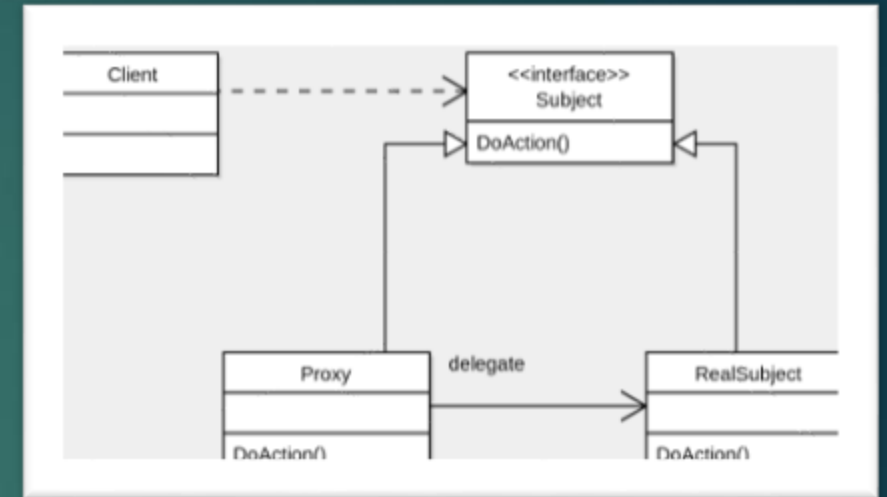 Client
<<interface>>
Subject
DoAction()
delegate
Proxy
RealSubject
DoAction()
DoAction()